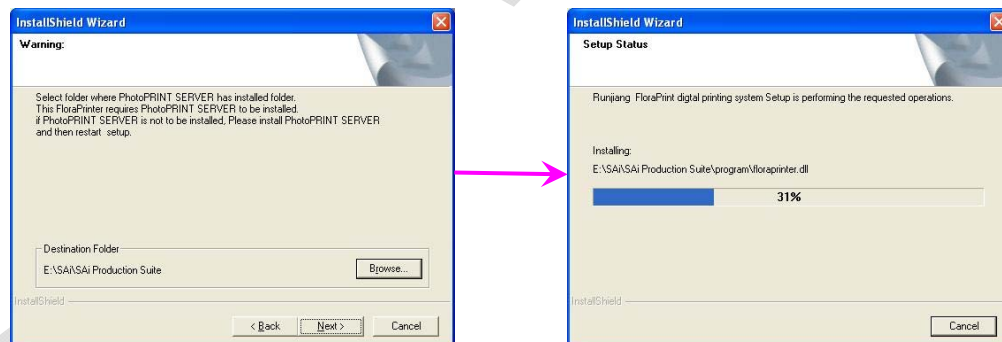 InstallShield Wizard
Warning:
Select folder where PhotoPRINT SERVER has installed folder.
This FloraPrinter requires PhotoPRINT SERVER to be installed.
if PhotoPRINT SERVER is not to be installed, Please install PhotoPRINT SERVER
and then restart setup.
Destination Folder
E:\SAi\SAi Production Suite
Browse...
InstallShield
< Back
Next >
Cancel
InstallShield Wizard
Setup Status
Runjiang FloraPrint digtal printing system Setup is performing the requested operations.
Installing:
E:\SAi\SAi Production Suite\program\floraprinter.dll
31%
InstallShield
Cancel